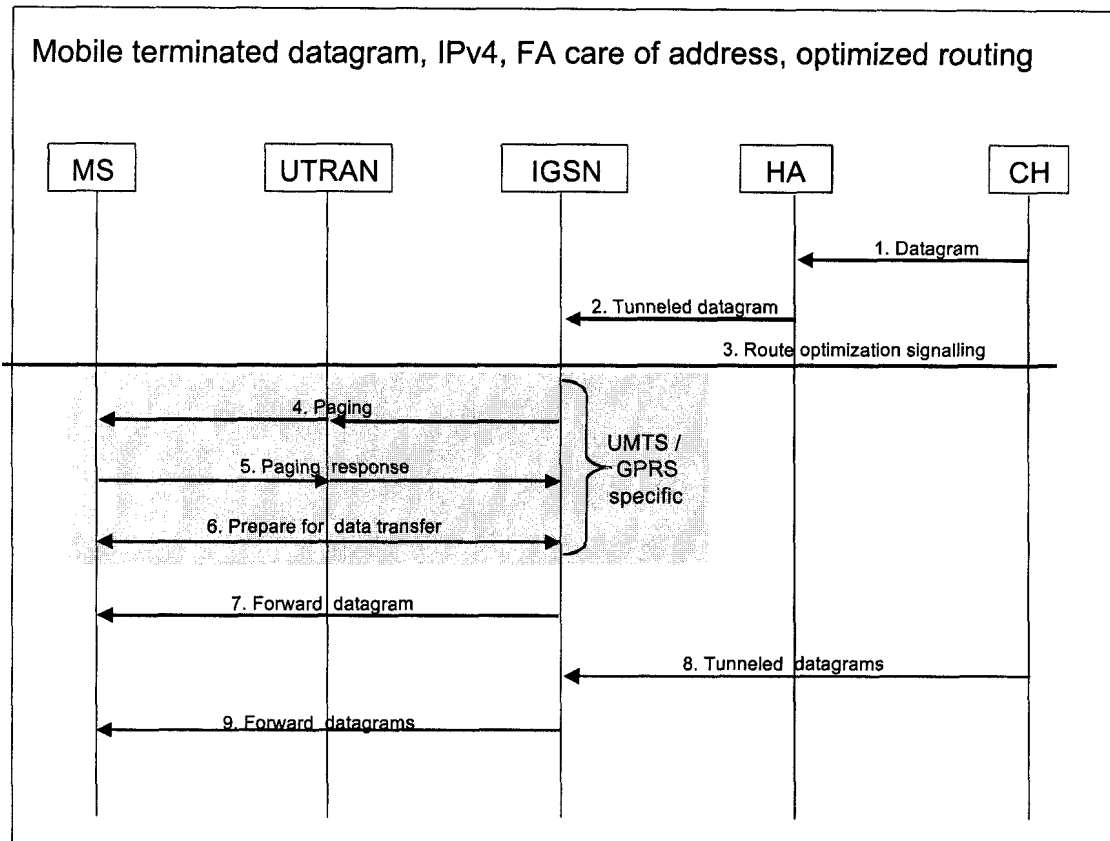 Mobile terminated datagram, IPv4, FA care of address, optimized routing
MS
UTRAN
IGSN
HA
CH
1. Datagram
2. Tunneled datagram
3. Route optimization signalling
4. Paging
5. Paging response
6. Prepare for data transfer
UMTS /
GPRS
specific
7. Forward datagram
8. Tunneled datagrams
9. Forward datagrams